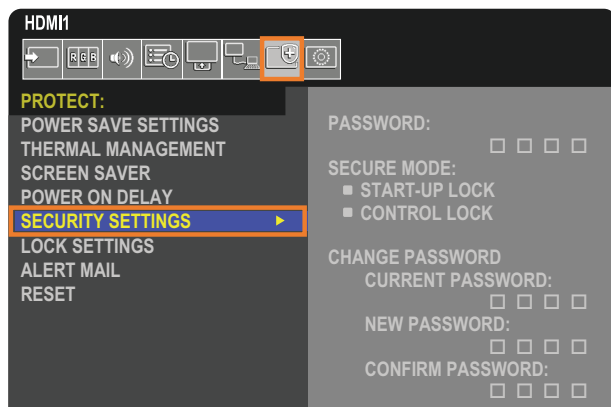 HDMI1
RGB
PROTECT:
POWER SAVE SETTINGS
THERMAL MANAGEMENT
SCREEN SAVER
POWER ON DELAY
SECURITY SETTINGS
LOCK SETTINGS
ALERT MAIL
RESET
PASSWORD:
SECURE MODE:
START-UP LOCK
CONTROL LOCK
CHANGE PASSWORD
CURRENT PASSWORD:
NEW PASSWORD:
CONFIRM PASSWORD: